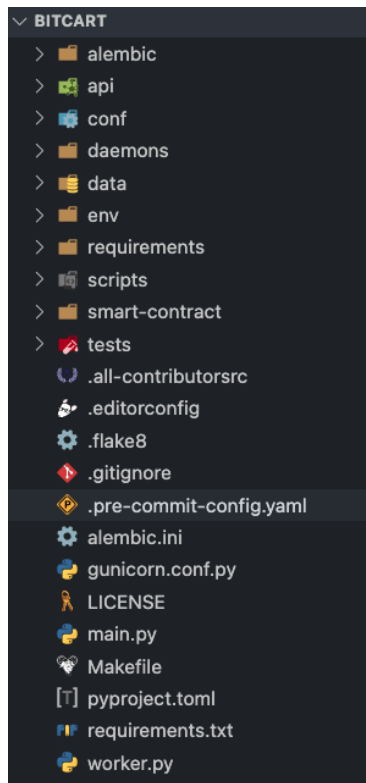 BITCART
alembic
api
conf
daemons
data
env
requirements
scripts
smart-contract
tests
.all-contributorsrc
.editorconfig
.flake8
.gitignore
.pre-commit-config.yaml
alembic.ini
gunicorn.conf.py
LICENSE
main.py
Makefile
pyproject.toml
requirements.txt
worker.py